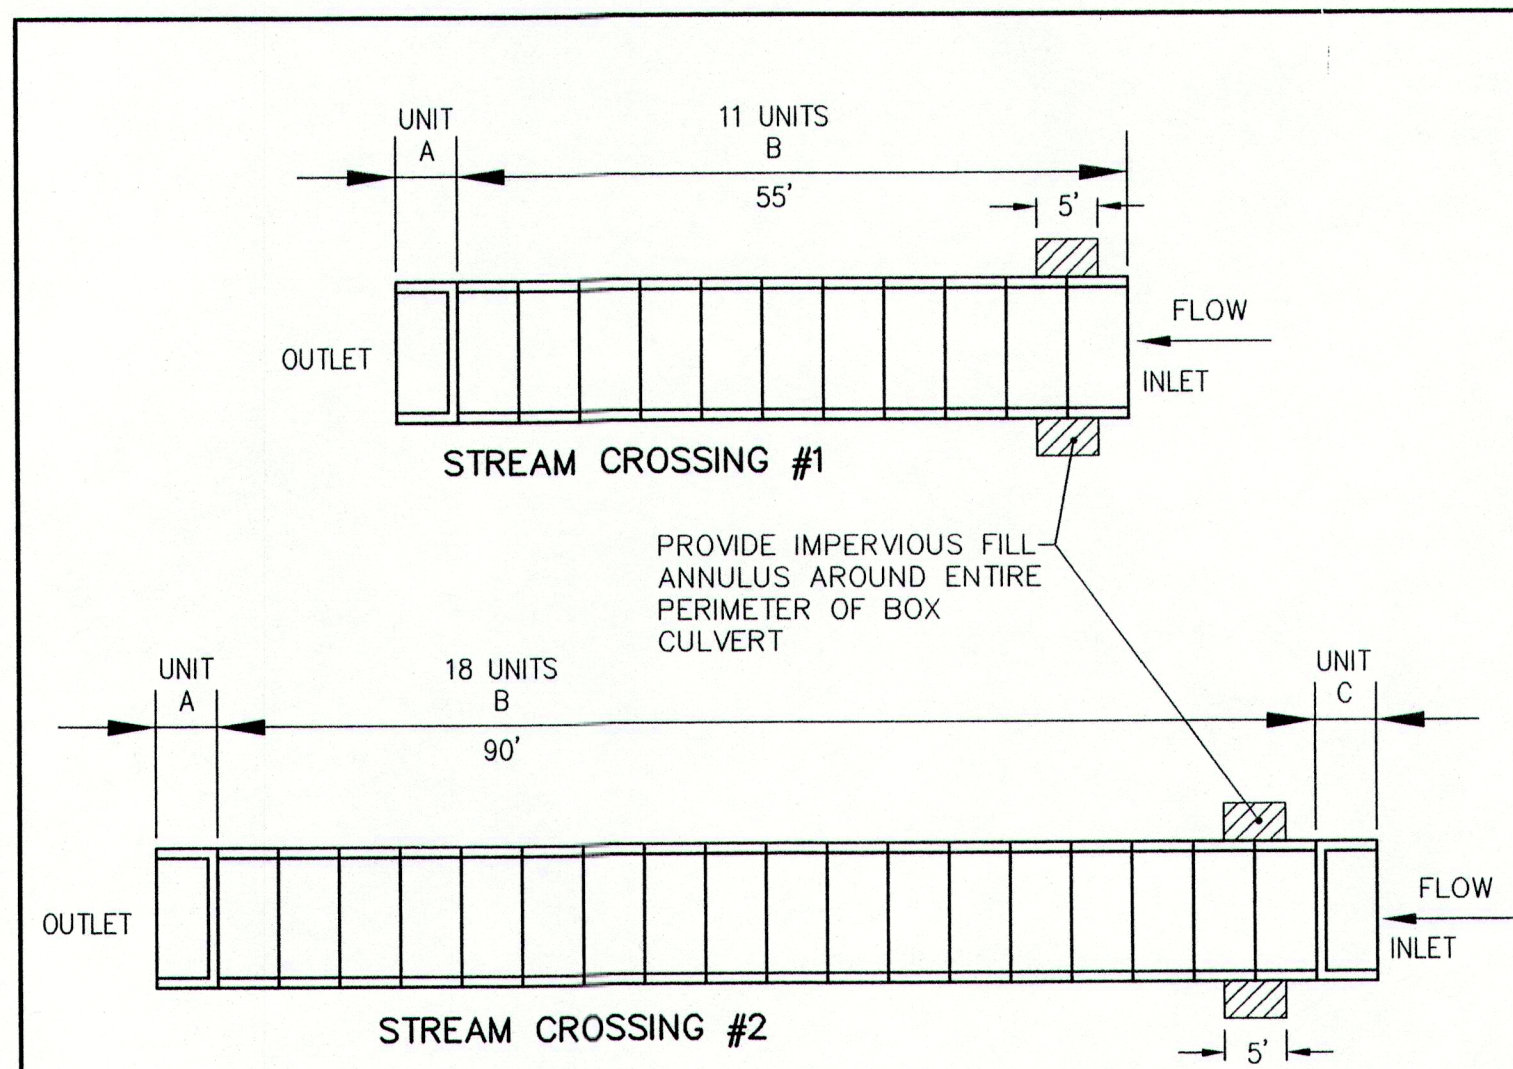 UNIT
A
11 UNITS
B
55'
5'
OUTLET
FLOW
INLET
STREAM CROSSING #1
PROVIDE IMPERVIOUS FILL
ANNULUS AROUND ENTIRE
PERIMETER OF BOX
CULVERT
UNIT
A
18 UNITS
B
90'
UNIT
C
OUTLET
FLOW
INLET
STREAM CROSSING #2
5'